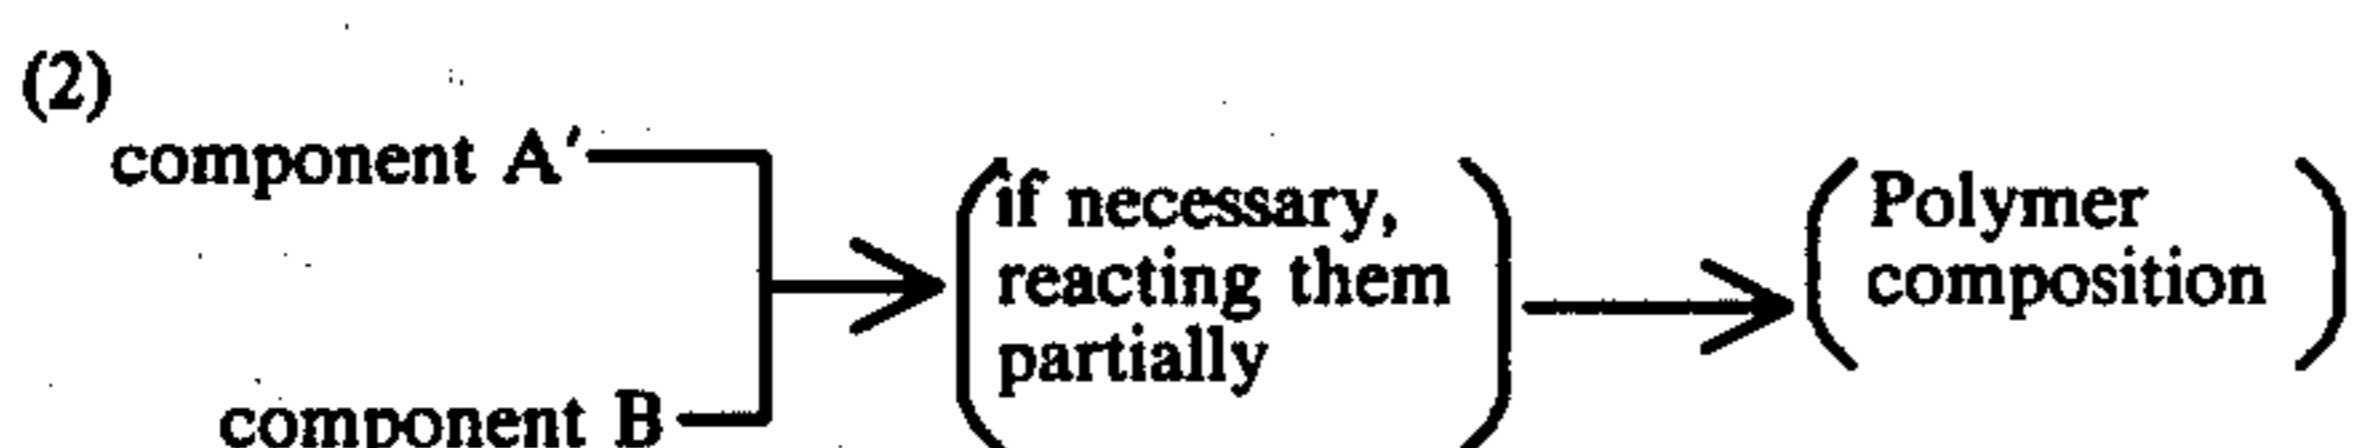 (2)
component A′
if necessary,
reacting them
partially
Polymer
composition
component B